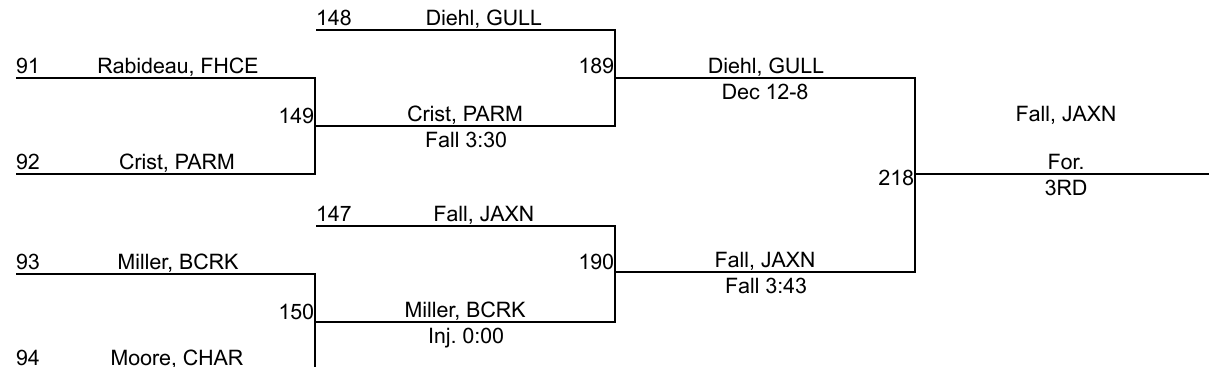 148 Diehl, GULL
91 Rabideau, FHCE
189 Diehl, GULL
Dec 12-8
149 Crist, PARM
Fall 3:30
Fall, JAXN
92 Crist, PARM
For.
218
3RD
147 Fall, JAXN
93 Miller, BCRK
190 Fall, JAXN
Fall 3:43
150 Miller, BCRK
Inj. 0:00
94 Moore, CHAR